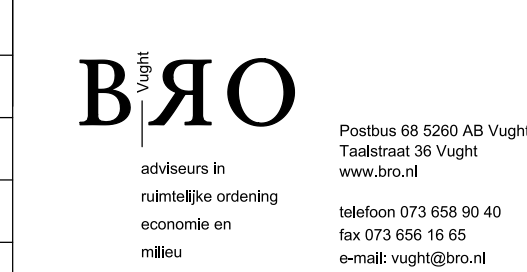 BRO
Vught
adviseurs in
ruimtelijke ordening
economie en
milieu
Postbus 68 5260 AB Vught
Taalstraat 36 Vught
www.bro.nl
telefoon 073 658 90 40
fax 073 656 16 65
e-mail: vught@bro.nl